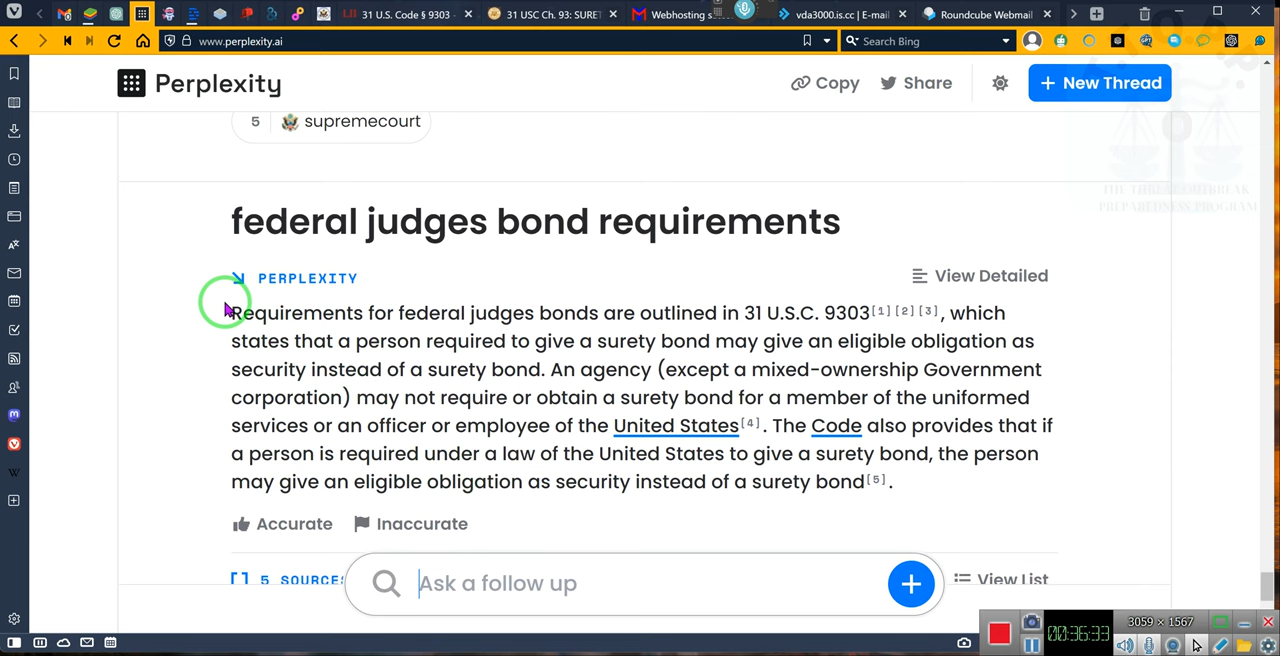 31 U.S. Code § 9303 -
31 USC Ch. 93: SURET
Webhosting s
vda3000.is.cc | E-mail
Roundcube Webmail
www.perplexity.ai
Search Bing
Perplexity
Copy
Share
New Thread
5 supremecourt
THE THREAT OUTBREAK
PREPAREDNESS PROGRAM
federal judges bond requirements
PERPLEXITY
View Detailed
Requirements for federal judges bonds are outlined in 31 U.S.C. 9303[1][2][3], which
states that a person required to give a surety bond may give an eligible obligation as
security instead of a surety bond. An agency (except a mixed-ownership Government
corporation) may not require or obtain a surety bond for a member of the uniformed
services or an officer or employee of the United States[4]. The Code also provides that if
a person is required under a law of the United States to give a surety bond, the person
may give an eligible obligation as security instead of a surety bond[5].
Accurate
Inaccurate
5 SOURCES
View List
Ask a follow up
3059 × 1567
00:36:33